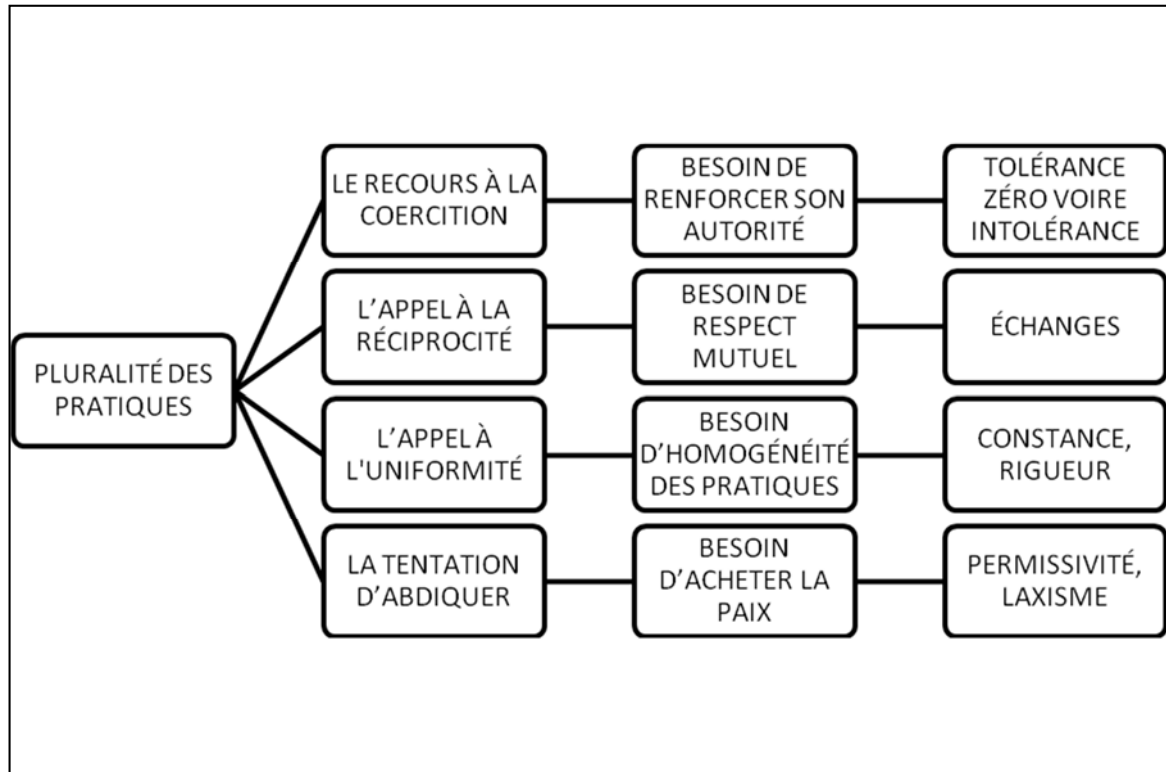 LE RECOURS À LA
COERCITION
BESOIN DE
RENFORCER SON
AUTORITÉ
TOLÉRANCE
ZÉRO VOIRE
INTOLÉRANCE
L’APPEL À LA
RÉCIPROCITÉ
BESOIN DE
RESPECT
MUTUEL
ÉCHANGES
PLURALITÉ DES
PRATIQUES
L’APPEL À
L'UNIFORMITÉ
BESOIN
D’HOMOGÉNÉITÉ
DES PRATIQUES
CONSTANCE,
RIGUEUR
LA TENTATION
D’ABDIQUER
BESOIN
D’ACHETER LA
PAIX
PERMISSIVITÉ,
LAXISME